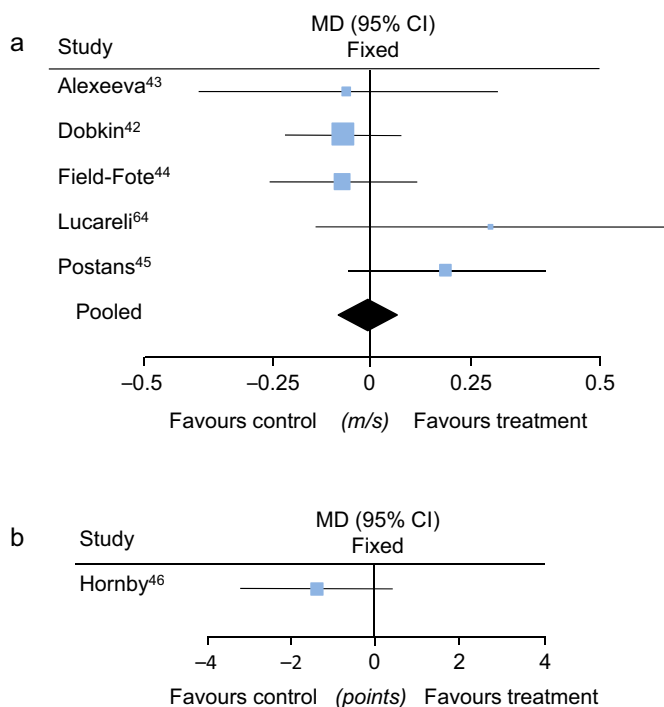 a
MD (95% CI)
Study
Fixed
Alexeeva43
Dobkin42
Field-Fote44
Lucareli64
Postans45
Pooled
–0.5 –0.25 0 0.25 0.5
Favours control (m/s) Favours treatment
b
MD (95% CI)
Study
Fixed
Hornby46
–4 –2 0 2 4
Favours control (points) Favours treatment